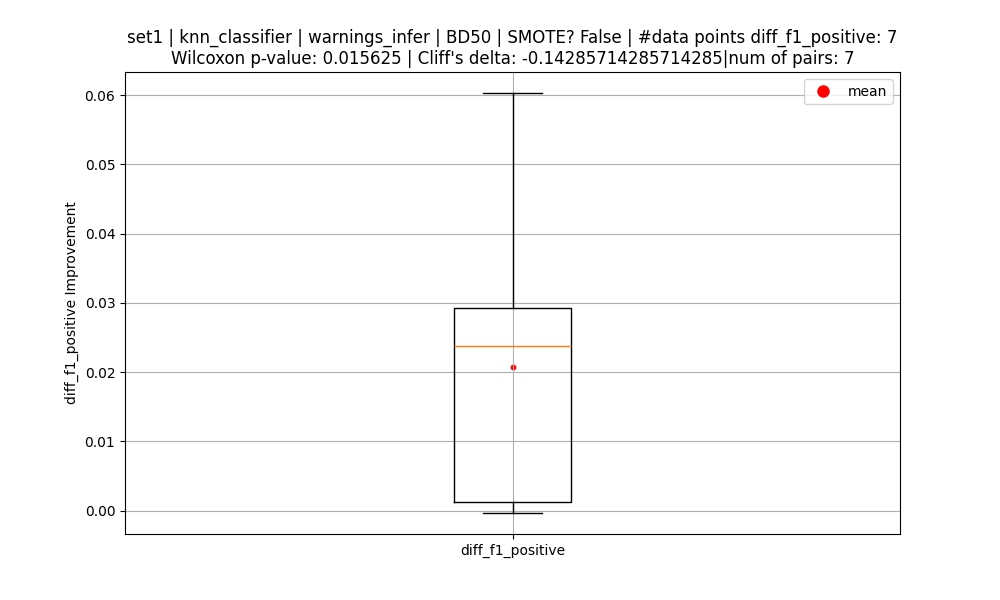 set1 | knn_classifier | warnings_infer | BD50 | SMOTE? False | #data points diff_f1_positive: 7
Wilcoxon p-value: 0.015625 | Cliff's delta: -0.14285714285714285|num of pairs: 7
mean
0.06
0.05
0.04
0.03
0.02
0.01
0.00
diff_f1_positive Improvement
diff_f1_positive